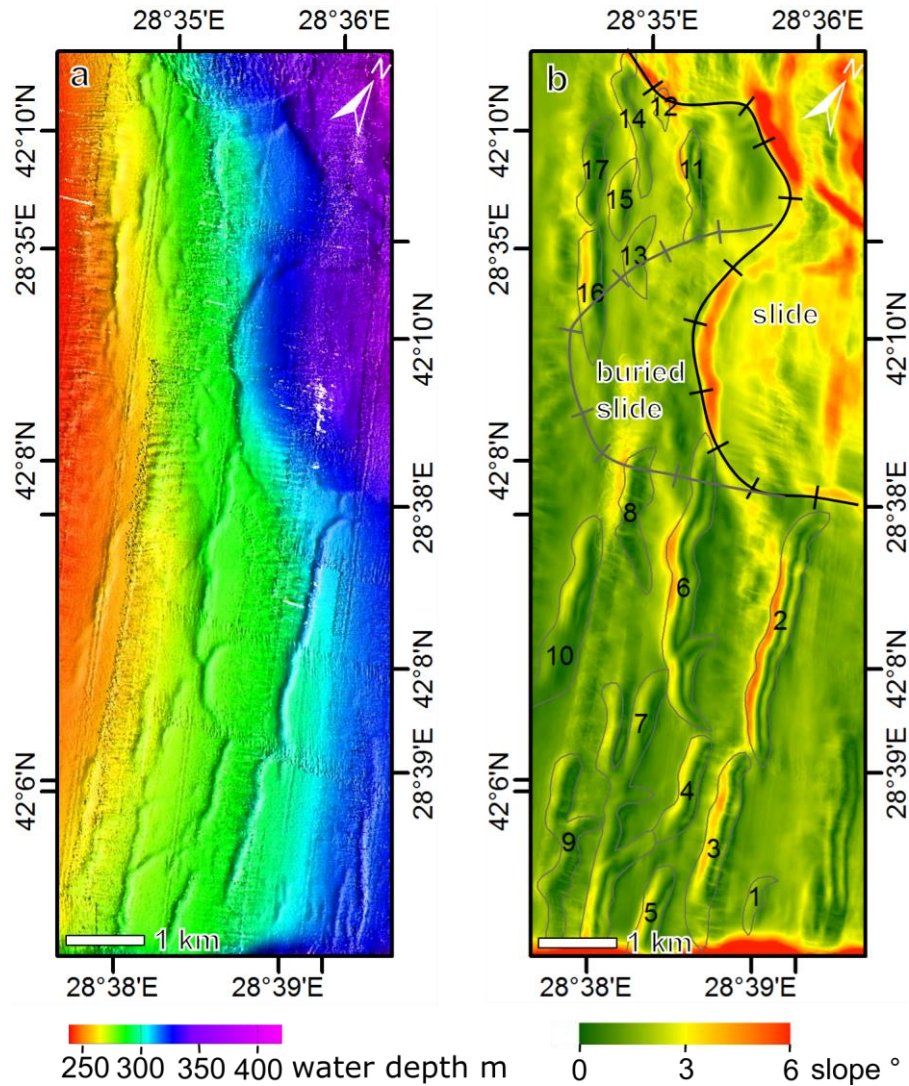 28°35'E 28°36'E 28°35'E 28°36'E
a
N
b
N
42°10'N
28°35'E
42°8'N
42°6'N
42°10'N
28°38'E
42°8'N
28°39'E
42°10'N
28°35'E
42°8'N
42°6'N
42°10'N
28°38'E
42°8'N
28°39'E
12
14
17
11
15
13
16
slide
buried
slide
8
6
2
10
7
4
9
3
5
1
1 km
1 km
28°38'E 28°39'E 28°38'E 28°39'E
250 300 350 400 water depth m
0 3 6 slope °